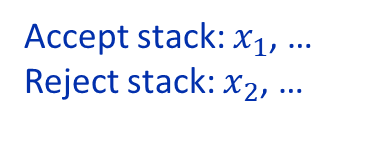 Accept stack: x₁, ...
Reject stack: x₂, ...